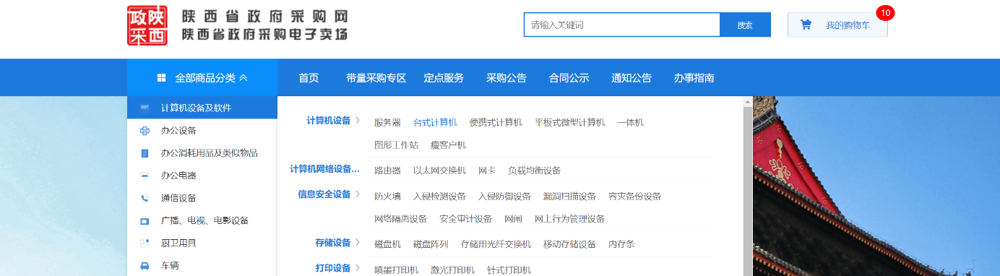 政陕
采西
陕西省政府采购网
陕西省政府采购电子卖场
请输入关键词
搜索
我的购物车
10
全部商品分类
首页
带量采购专区
定点服务
采购公告
合同公示
通知公告
办事指南
计算机设备及软件
办公设备
办公消耗用品及类似物品
办公电器
通信设备
广播、电视、电影设备
厨卫用具
车辆
计算机设备
服务器 台式计算机 便携式计算机 平板式微型计算机 一体机
图形工作站 瘦客户机
计算机网络设备...
路由器 以太网交换机 网卡 负载均衡设备
信息安全设备
防火墙 入侵检测设备 入侵防御设备 漏洞扫描设备 容灾备份设备
网络隔离设备 安全审计设备 网闸 网上行为管理设备
存储设备
磁盘机 磁盘阵列 存储用光纤交换机 移动存储设备 内存条
打印设备
喷墨打印机 激光打印机 针式打印机